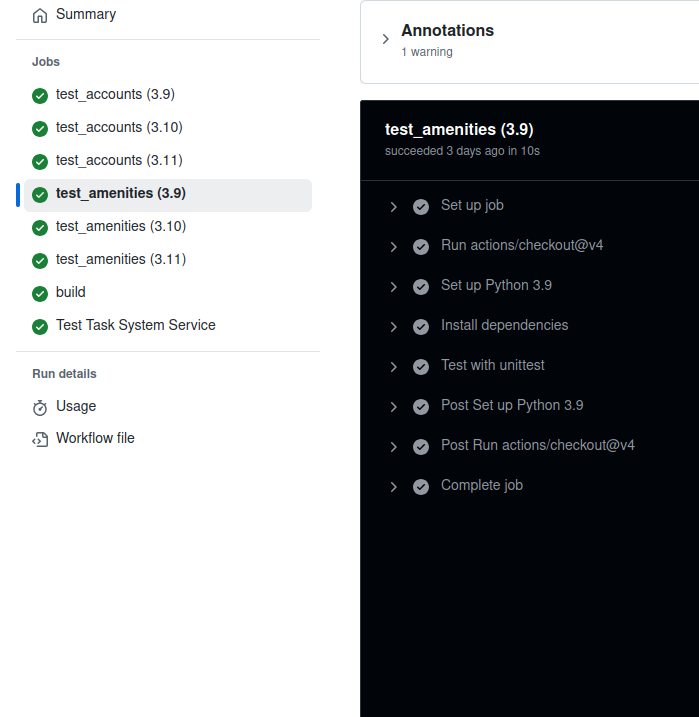 Summary
Jobs
test_accounts (3.9)
test_accounts (3.10)
test_accounts (3.11)
test_amenities (3.9)
test_amenities (3.10)
test_amenities (3.11)
build
Test Task System Service
Run details
Usage
Workflow file
Annotations
1 warning
test_amenities (3.9)
succeeded 3 days ago in 10s
Set up job
Run actions/checkout@v4
Set up Python 3.9
Install dependencies
Test with unittest
Post Set up Python 3.9
Post Run actions/checkout@v4
Complete job